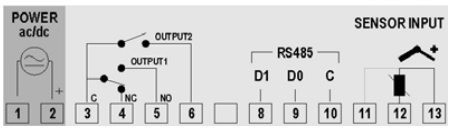 POWER
ac/dc
+
OUTPUT2
OUTPUT1
C
NC
NO
RS485
D1 D0 C
SENSOR INPUT
+
1 2 3 4 5 6 8 9 10 11 12 13